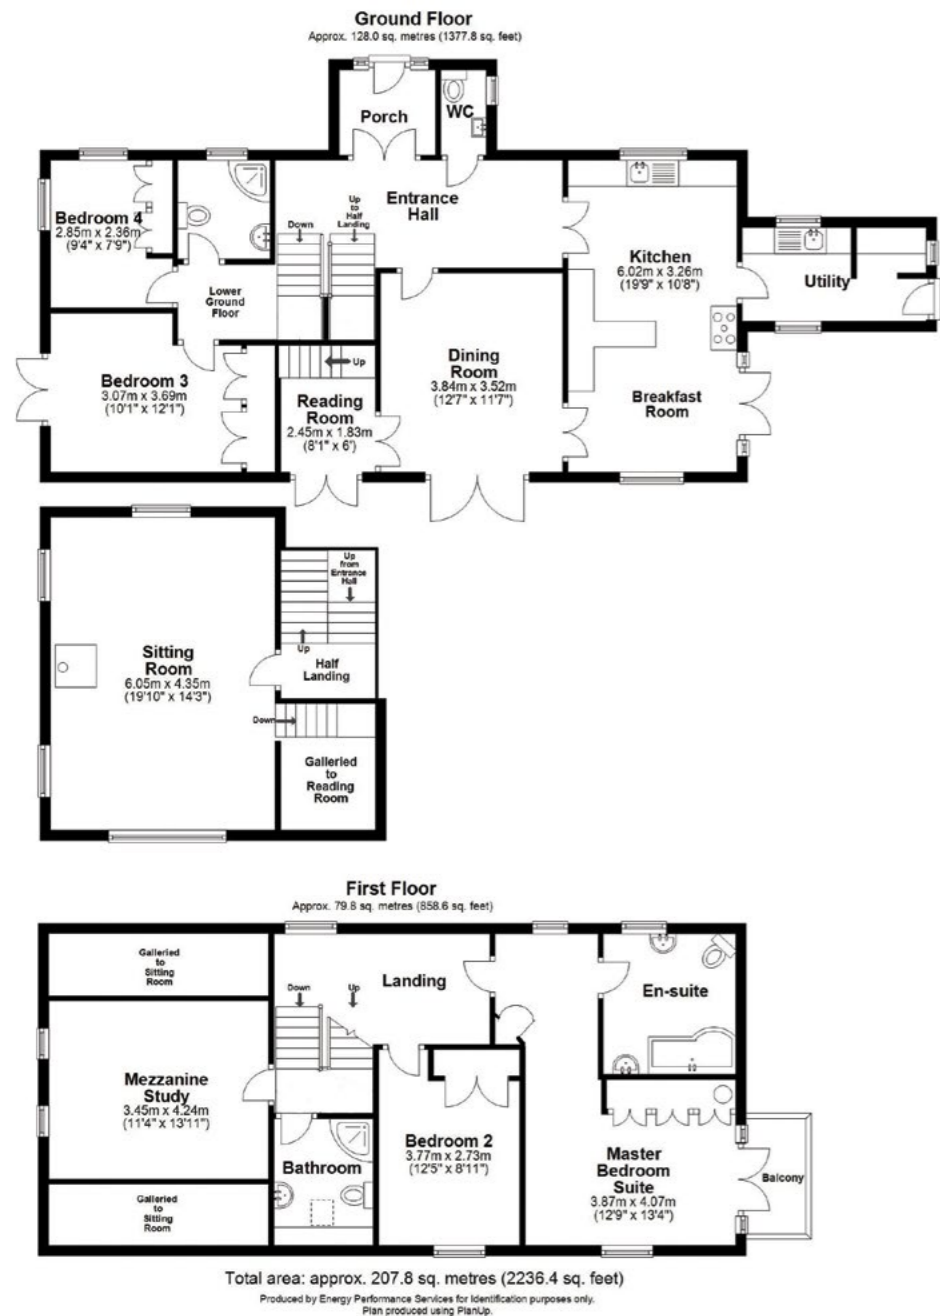 Ground Floor
Approx. 128.0 sq. metres (1377.8 sq. feet)
Porch
WC
Bedroom 4
2.85m x 2.36m
(9'4" x 7'9")
Down
Up
to
Half
Landing
Entrance
Hall
Lower
Ground
Floor
Kitchen
6.02m x 3.26m
(19'9" x 10'8")
Utility
Bedroom 3
3.07m x 3.69m
(10'1" x 12'1")
Up
Reading
Room
2.45m x 1.83m
(8'1" x 6')
Dining
Room
3.84m x 3.52m
(12'7" x 11'7")
Breakfast
Room
Sitting
Room
6.05m x 4.35m
(19'10" x 14'3")
Up
from
Entrance
Hall
Up
Half
Landing
Down
Galleried
to
Reading
Room
First Floor
Approx. 79.8 sq. metres (858.6 sq. feet)
Galleried
to
Sitting
Room
Down
Up
Landing
En-suite
Mezzanine
Study
3.45m x 4.24m
(11'4" x 13'11")
Bathroom
Bedroom 2
3.77m x 2.73m
(12'5" x 8'11")
Master
Bedroom
Suite
3.87m x 4.07m
(12'9" x 13'4")
Balcony
Galleried
to
Sitting
Room
Total area: approx. 207.8 sq. metres (2236.4 sq. feet)
Produced by Energy Performance Services for identification purposes only.
Plan produced using PlanUp.